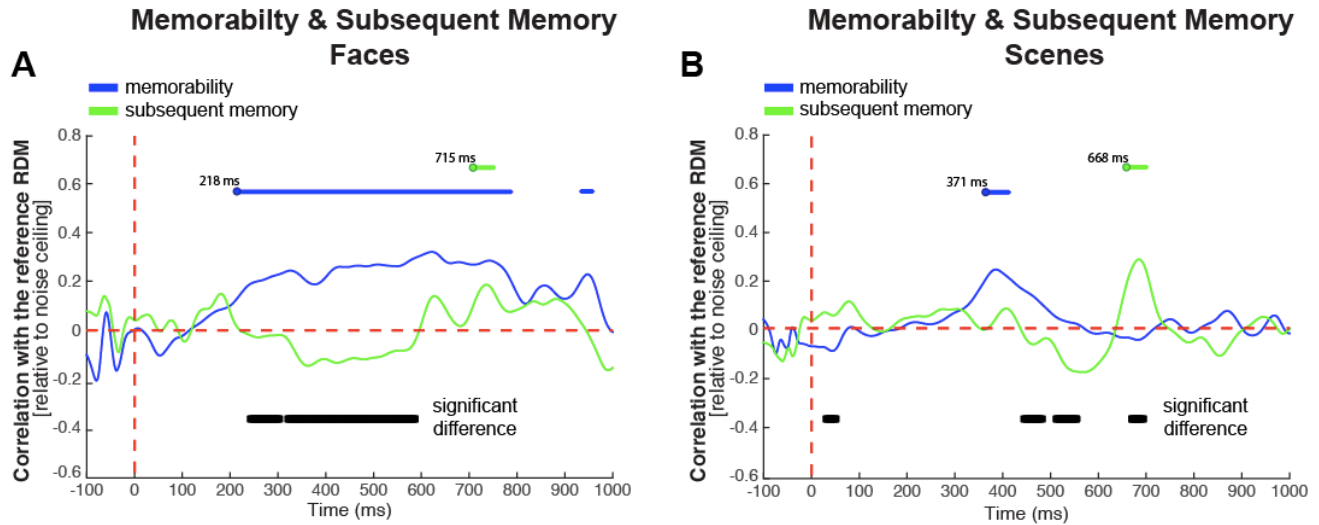 Memorabilty & Subsequent Memory
Faces
A
memorability
subsequent memory
Correlation with the reference RDM
[relative to noise ceiling]
0.8
0.6
0.4
0.2
0
-0.2
-0.4
-0.6
715 ms
218 ms
significant
difference
-100 0 100 200 300 400 500 600 700 800 900 1000
Time (ms)
Memorabilty & Subsequent Memory
Scenes
B
memorability
subsequent memory
Correlation with the reference RDM
[relative to noise ceiling]
0.8
0.6
0.4
0.2
0
-0.2
-0.4
-0.6
668 ms
371 ms
significant
difference
-100 0 100 200 300 400 500 600 700 800 900 1000
Time (ms)